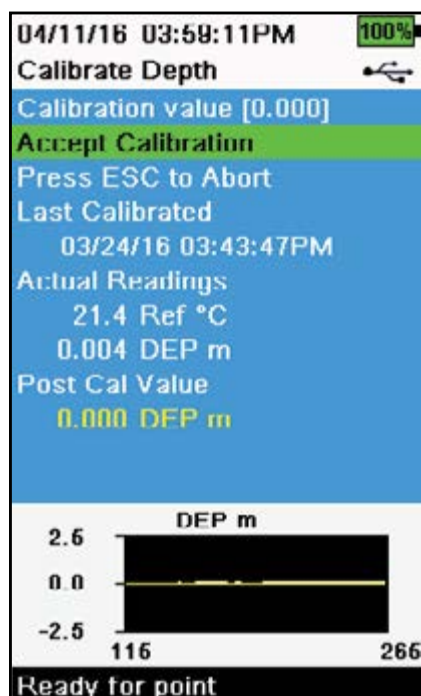 04/11/16 03:59:11PM 100%
Calibrate Depth
Calibration value [0.000]
Accept Calibration
Press ESC to Abort
Last Calibrated
03/24/16 03:43:47PM
Actual Readings
21.4 Ref °C
0.004 DEP m
Post Cal Value
0.000 DEP m
DEP m
2.5
0.0
-2.5
115 265
Ready for point